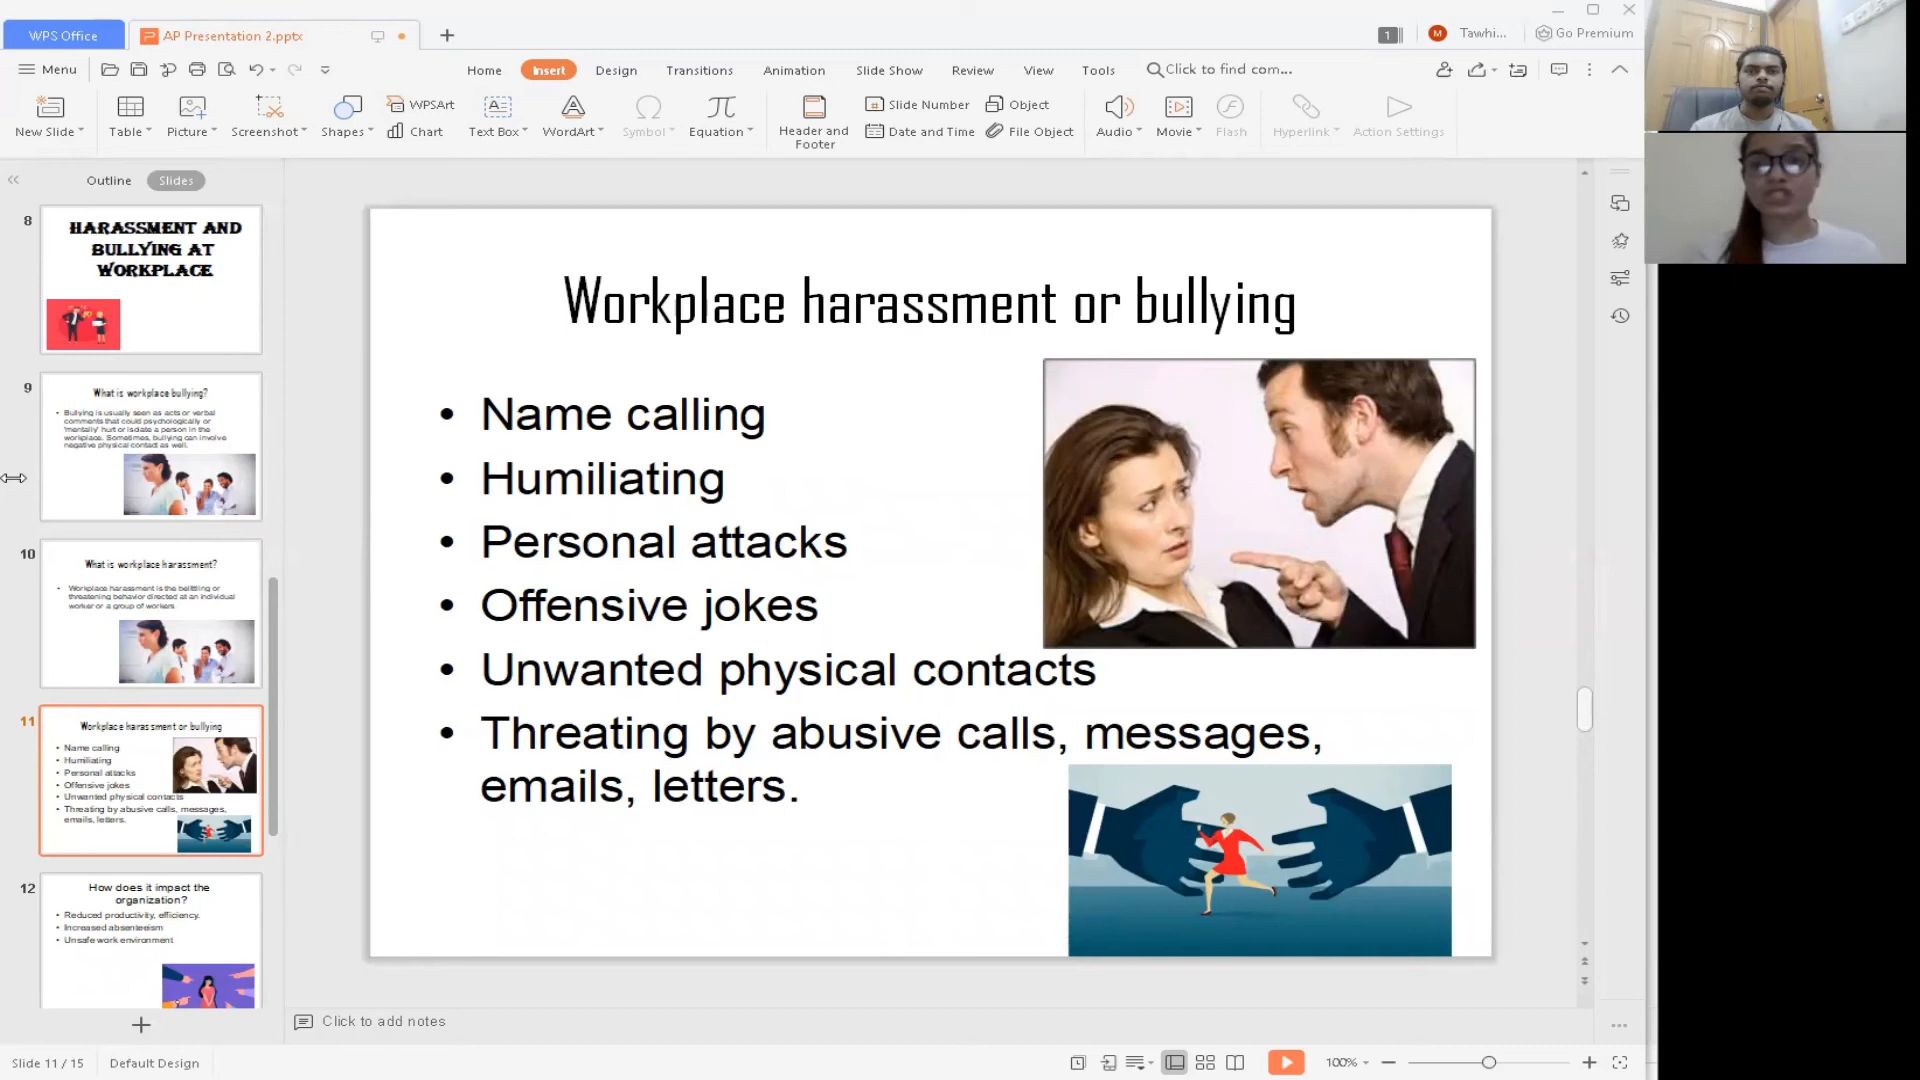 WPS Office
AP Presentation 2.pptx
1
M
Tawhi...
Go Premium
Menu
Home
Insert
Design
Transitions
Animation
Slide Show
Review
View
Tools
Click to find com...
New Slide
Table
Picture
Screenshot
Shapes
WPSArt
Chart
Text Box
WordArt
Symbol
Equation
Header and
Footer
Slide Number
Date and Time
Object
File Object
Audio
Movie
Flash
Hyperlink
Action Settings
Outline
Slides
8
HARASSMENT AND
BULLYING AT
WORKPLACE
9
What is workplace bullying?
• Bullying is usually seen as acts or verbal
comments that could psychologically or
'mentally' hurt or isolate a person in the
workplace. Sometimes, bullying can involve
negative physical contact as well.
10
What is workplace harassment?
• Workplace harassment is the belittling or
threatening behavior directed at an individual
worker or a group of workers
11
Workplace harassment or bullying
• Name calling
• Humiliating
• Personal attacks
• Offensive jokes
• Unwanted physical contacts
• Threating by abusive calls, messages,
emails, letters.
12
How does it impact the
organization?
• Reduced productivity, efficiency.
• Increased absenteeism
• Unsafe work environment
Workplace harassment or bullying
• Name calling
• Humiliating
• Personal attacks
• Offensive jokes
• Unwanted physical contacts
• Threating by abusive calls, messages,
emails, letters.
Click to add notes
Slide 11 / 15
Default Design
100%